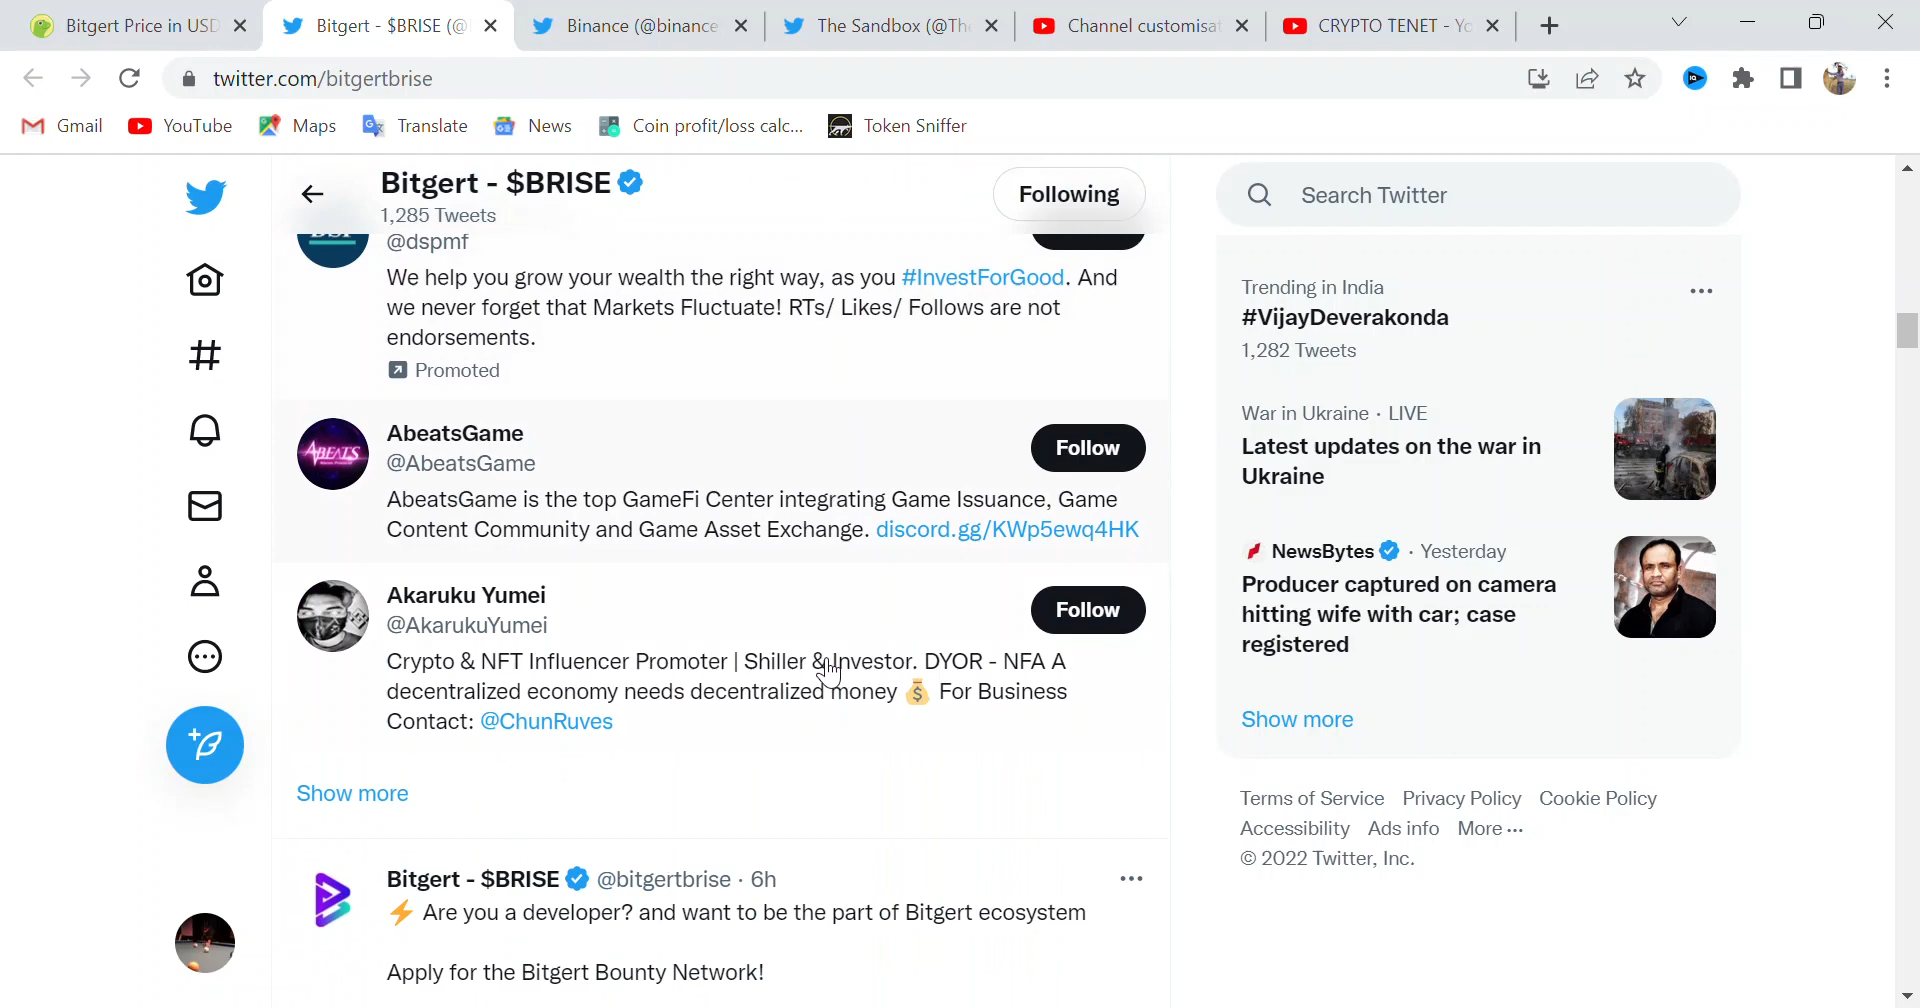 Bitgert Price in USD
Bitgert - $BRISE (@
Binance (@binance
The Sandbox (@Th
Channel customisat
CRYPTO TENET - Yo
twitter.com/bitgertbrise
Gmail
YouTube
Maps
Translate
News
Coin profit/loss calc...
Token Sniffer
Bitgert - $BRISE
1,285 Tweets
Following
@dspmf
We help you grow your wealth the right way, as you #InvestForGood. And
we never forget that Markets Fluctuate! RTs/ Likes/ Follows are not
endorsements.
Promoted
ABEATS
AbeatsGame
@AbeatsGame
Follow
AbeatsGame is the top GameFi Center integrating Game Issuance, Game
Content Community and Game Asset Exchange. discord.gg/KWp5ewq4HK
Akaruku Yumei
@AkarukuYumei
Follow
Crypto & NFT Influencer Promoter | Shiller & Investor. DYOR - NFA A
decentralized economy needs decentralized money 💰 For Business
Contact: @ChunRuves
Show more
Bitgert - $BRISE @bitgertbrise · 6h
⚡ Are you a developer? and want to be the part of Bitgert ecosystem
Apply for the Bitgert Bounty Network!
Search Twitter
Trending in India
#VijayDeverakonda
1,282 Tweets
War in Ukraine · LIVE
Latest updates on the war in
Ukraine
NewsBytes · Yesterday
Producer captured on camera
hitting wife with car; case
registered
Show more
Terms of Service Privacy Policy Cookie Policy
Accessibility Ads info More ···
© 2022 Twitter, Inc.